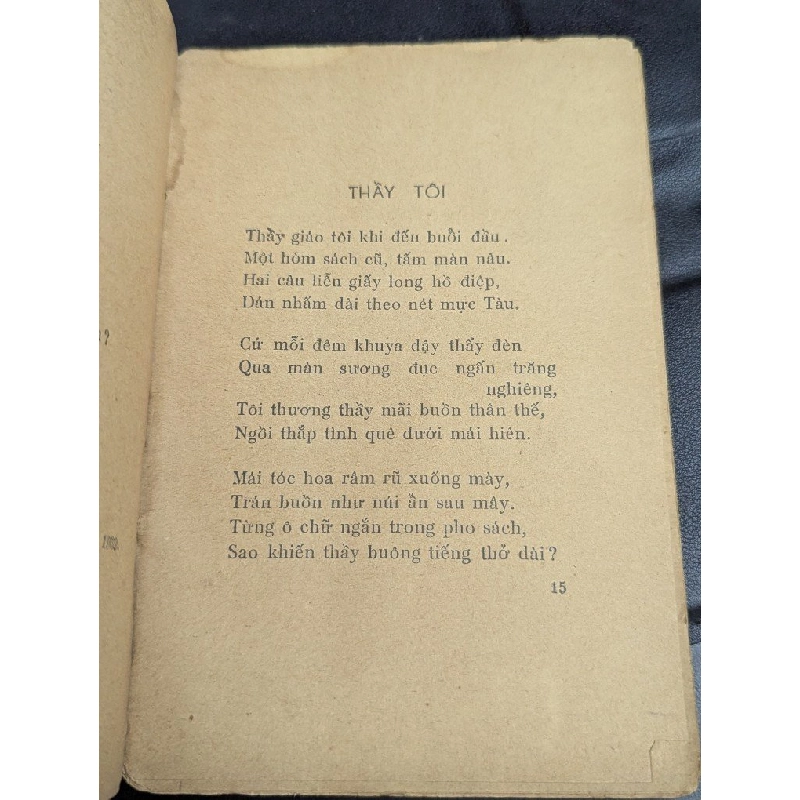 THẦY TÔI
Thầy giáo tôi khi đến buổi đầu.
Một hòm sách cũ, tấm màn nâu.
Hai câu liễn giấy long hồ điệp,
Dán nhấm dài theo nét mực Tàu.
Cứ mỗi đêm khuya dậy thấy đèn
Qua màn sương đục ngấn trăng
nghiêng,
Tôi thương thầy mãi buồn thân thế,
Ngồi thắp tình quê dưới mái hiên.
Mái tóc hoa râm rũ xuống mày,
Trán buồn như núi ẩn sau mây.
Từng ô chữ ngắn trong pho sách,
Sao khiến thầy buông tiếng thở dài?
15
?